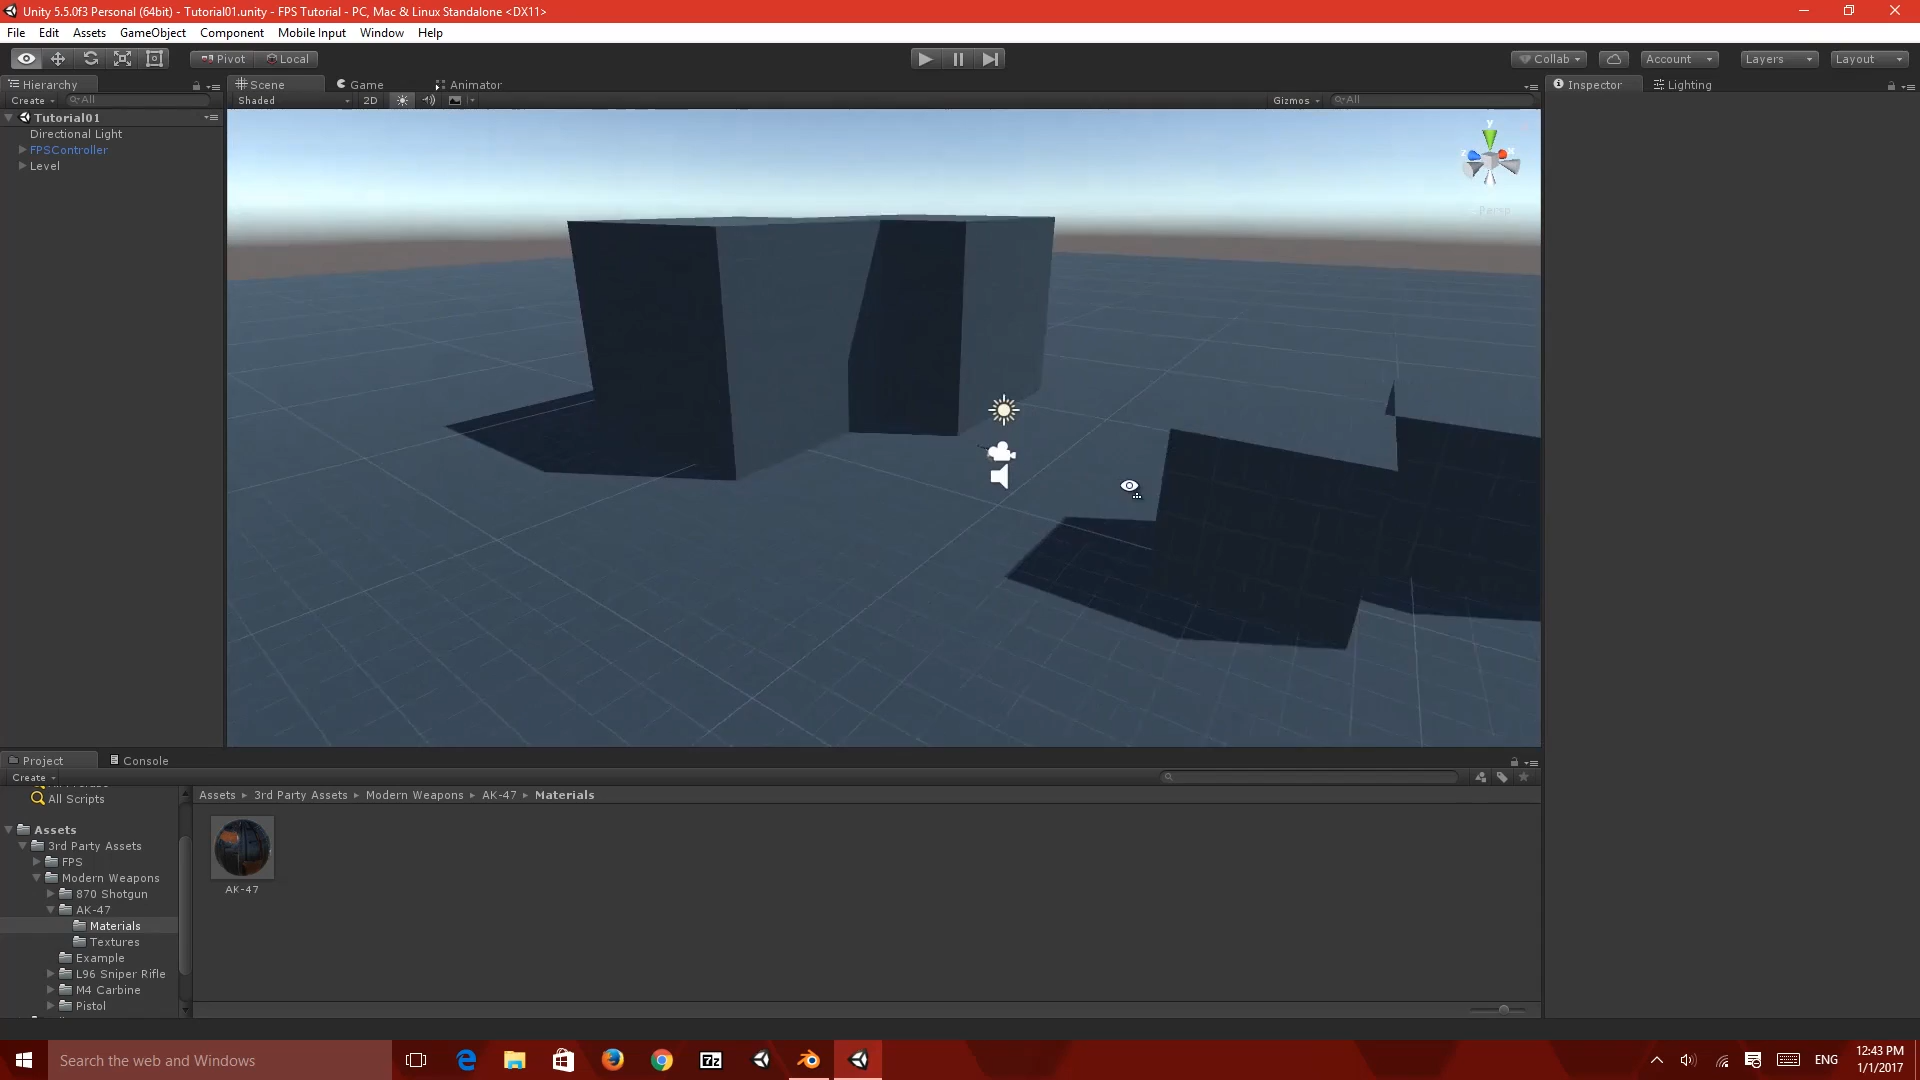 Unity 5.5.0f3 Personal (64bit) - Tutorial01.unity - FPS Tutorial - PC, Mac & Linux Standalone <DX11>
File Edit Assets GameObject Component Mobile Input Window Help
Pivot Local Collab Account Layers Layout
Hierarchy Scene Game Animator Inspector Lighting
Create All Shaded 2D Gizmos All
Tutorial01
Directional Light
FPSController
Level
y
z x
Persp
Project Console
Create
All Scripts
Assets ▸ 3rd Party Assets ▸ Modern Weapons ▸ AK-47 ▸ Materials
Assets
3rd Party Assets
FPS
Modern Weapons
870 Shotgun
AK-47
Materials
Textures
Example
L96 Sniper Rifle
M4 Carbine
Pistol
AK-47
Search the web and Windows
7z
ENG
12:43 PM
1/1/2017